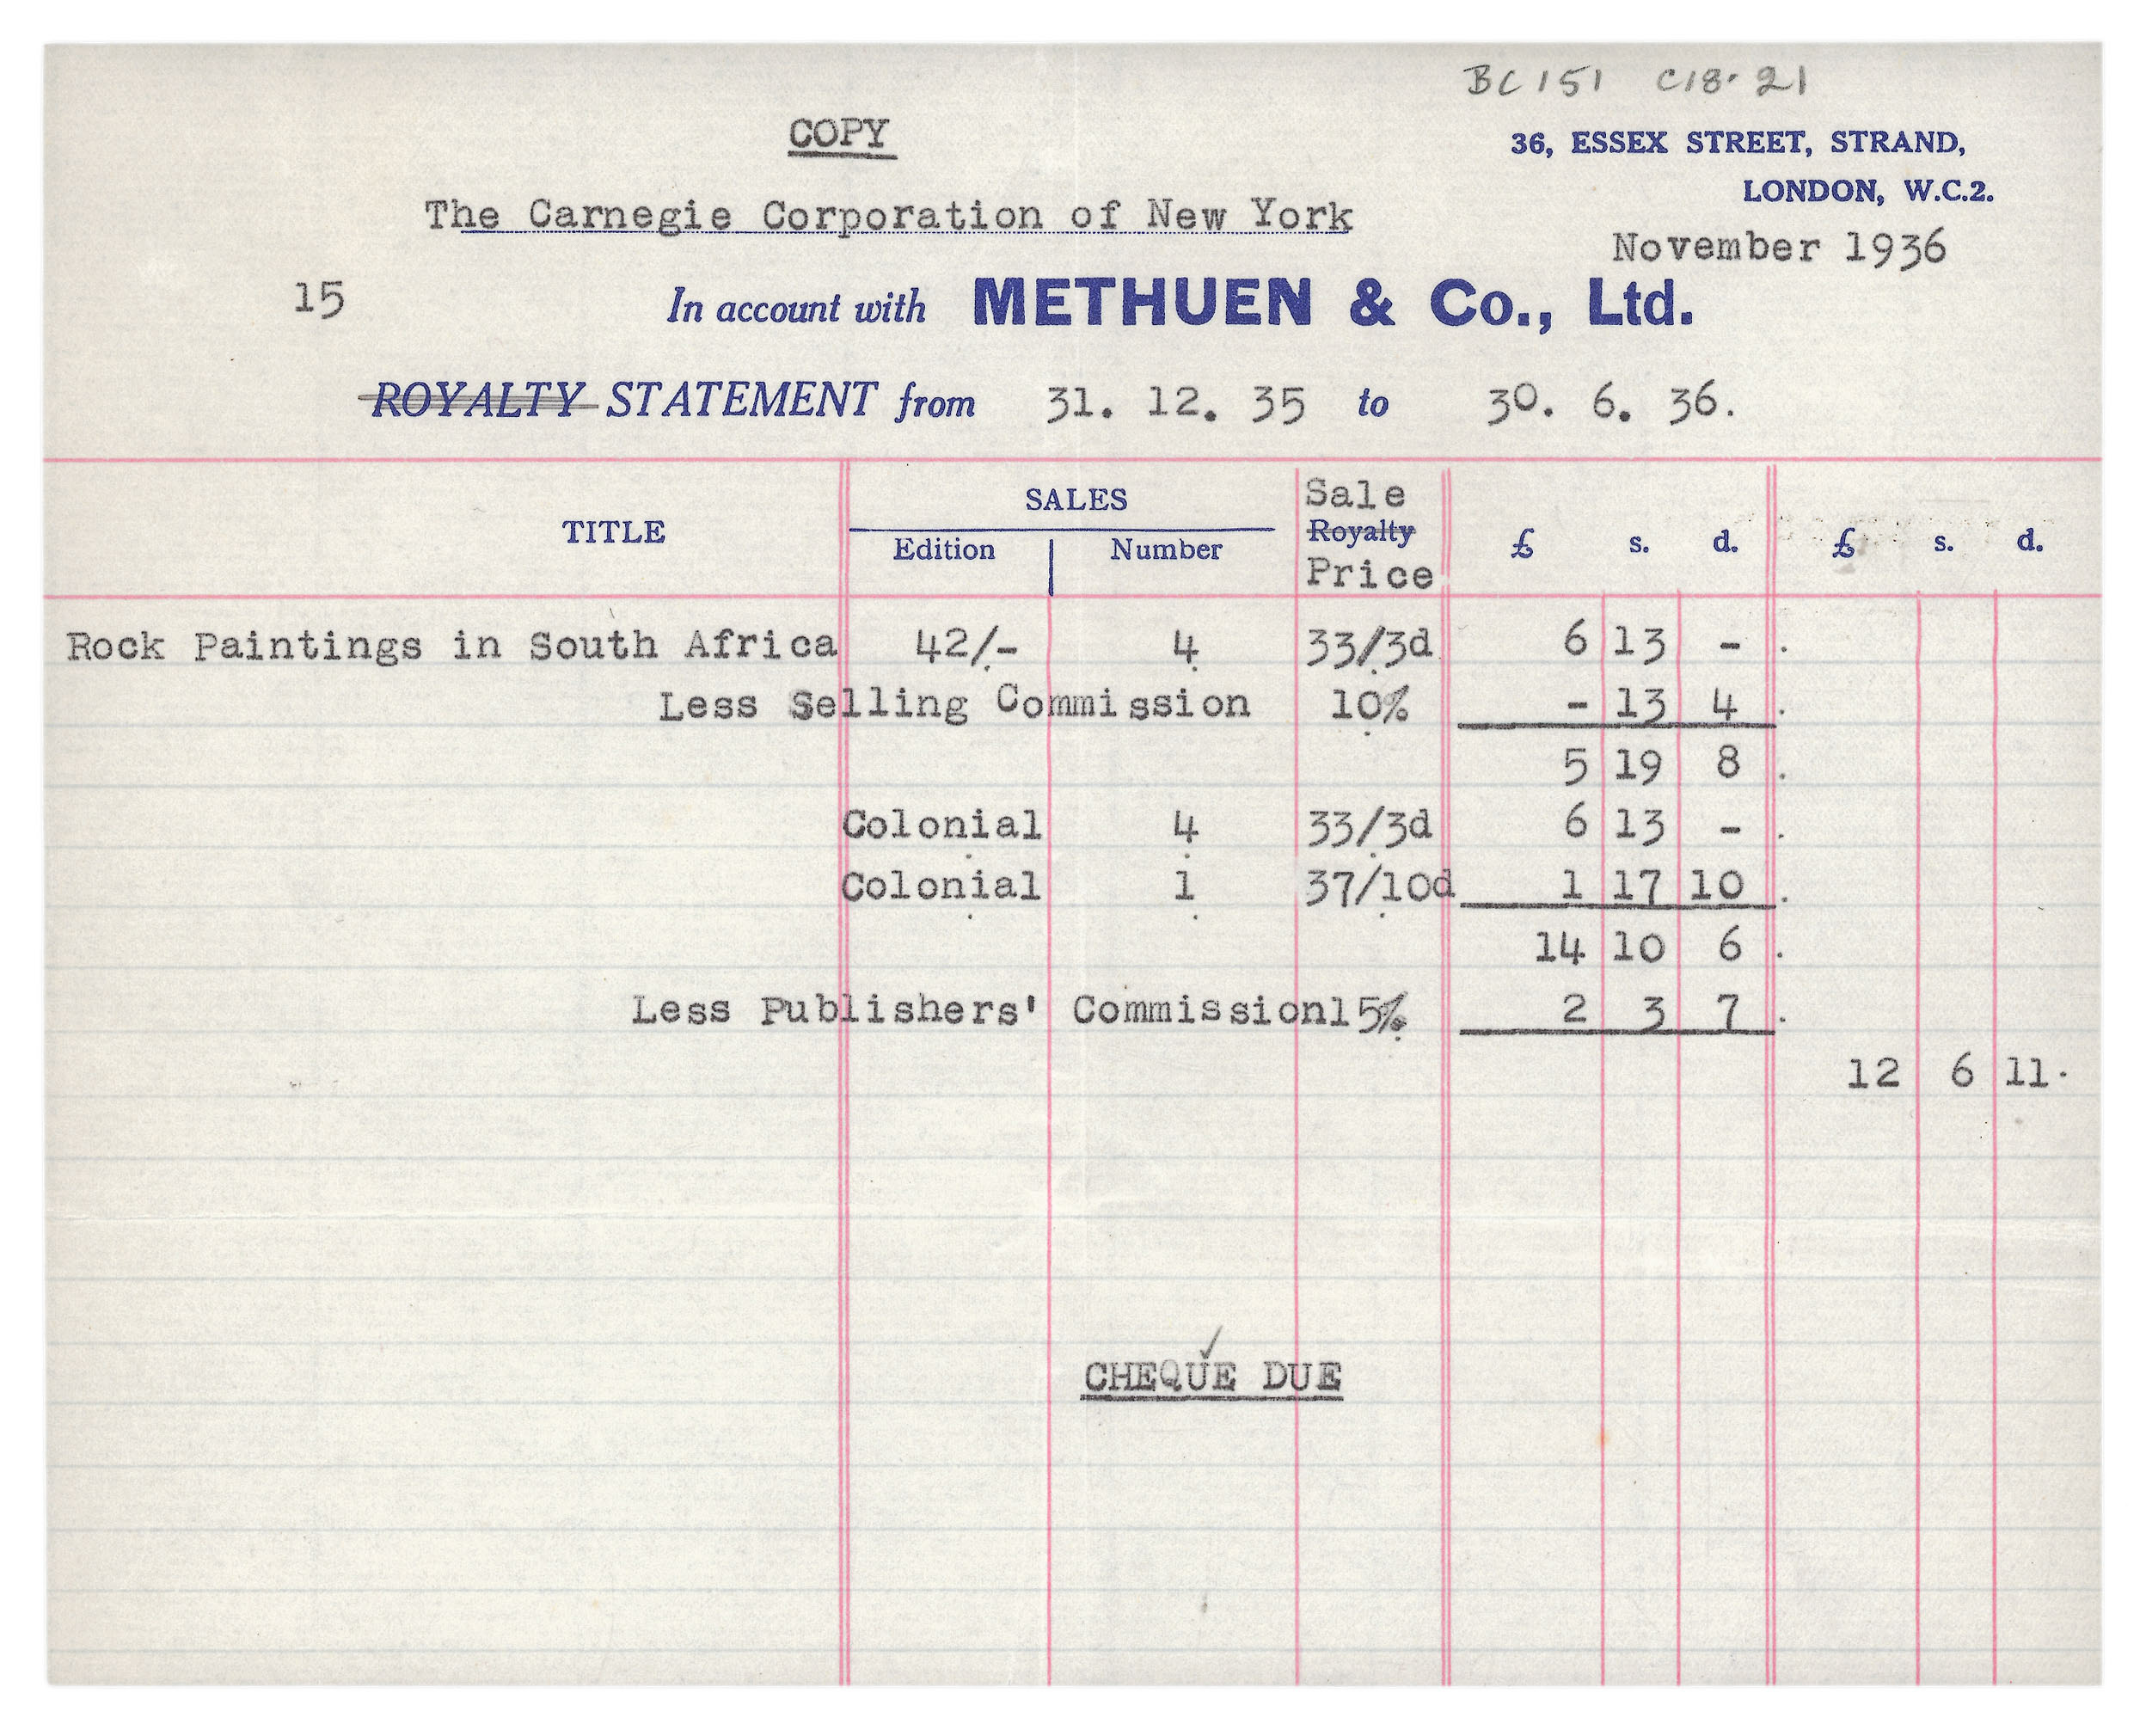 BC 151 C18.21
COPY
36, ESSEX STREET, STRAND,
LONDON, W.C.2.
The Carnegie Corporation of New York
November 1936
15 In account with METHUEN & Co., Ltd.
ROYALTY STATEMENT from 31. 12. 35 to 30. 6. 36.
TITLE SALES Edition Number Sale Royalty Price £ s. d. £ s. d.
Rock Paintings in South Africa 42/- 4 33/3d 6 13 - .
Less Selling Commission 10% - 13 4 .
5 19 8 .
Colonial 4 33/3d 6 13 - .
Colonial 1 37/10d 1 17 10 .
14 10 6 .
Less Publishers' Commission15% 2 3 7 .
12 6 11.
CHEQUE DUE